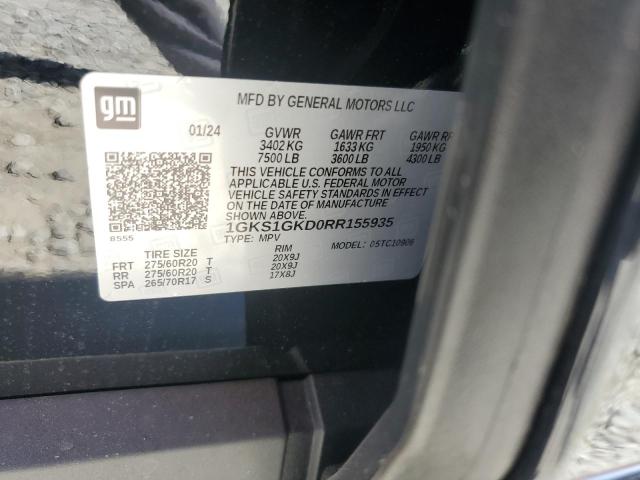 gm
MFD BY GENERAL MOTORS LLC
01/24 GVWR GAWR FRT GAWR RR
3402 KG 1633 KG 1950 KG
7500 LB 3600 LB 4300 LB
THIS VEHICLE CONFORMS TO ALL
APPLICABLE U.S. FEDERAL MOTOR
VEHICLE SAFETY STANDARDS IN EFFECT
ON THE DATE OF MANUFACTURE
SHOWN ABOVE.
1GKS1GKD0RR155935
8555 TYPE: MPV MODEL: 05TC10906
TIRE SIZE RIM
FRT 275/60R20 T 20X9J
RR 275/60R20 T 20X9J
SPA 265/70R17 S 17X8J